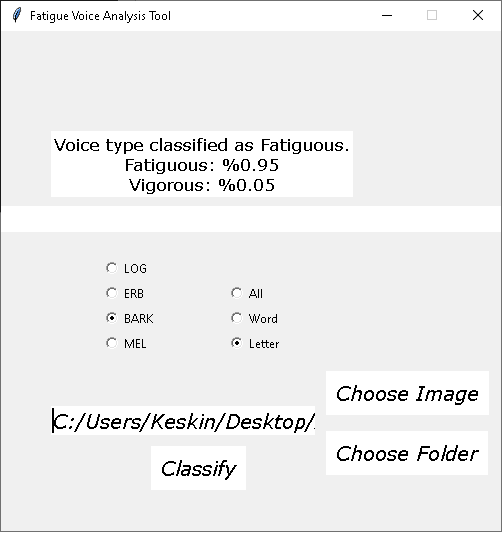 Fatigue Voice Analysis Tool
Voice type classified as Fatiguous.
Fatiguous: %0.95
Vigorous: %0.05
LOG
ERB
All
BARK
Word
MEL
Letter
Choose Image
C:/Users/Keskin/Desktop/
Choose Folder
Classify